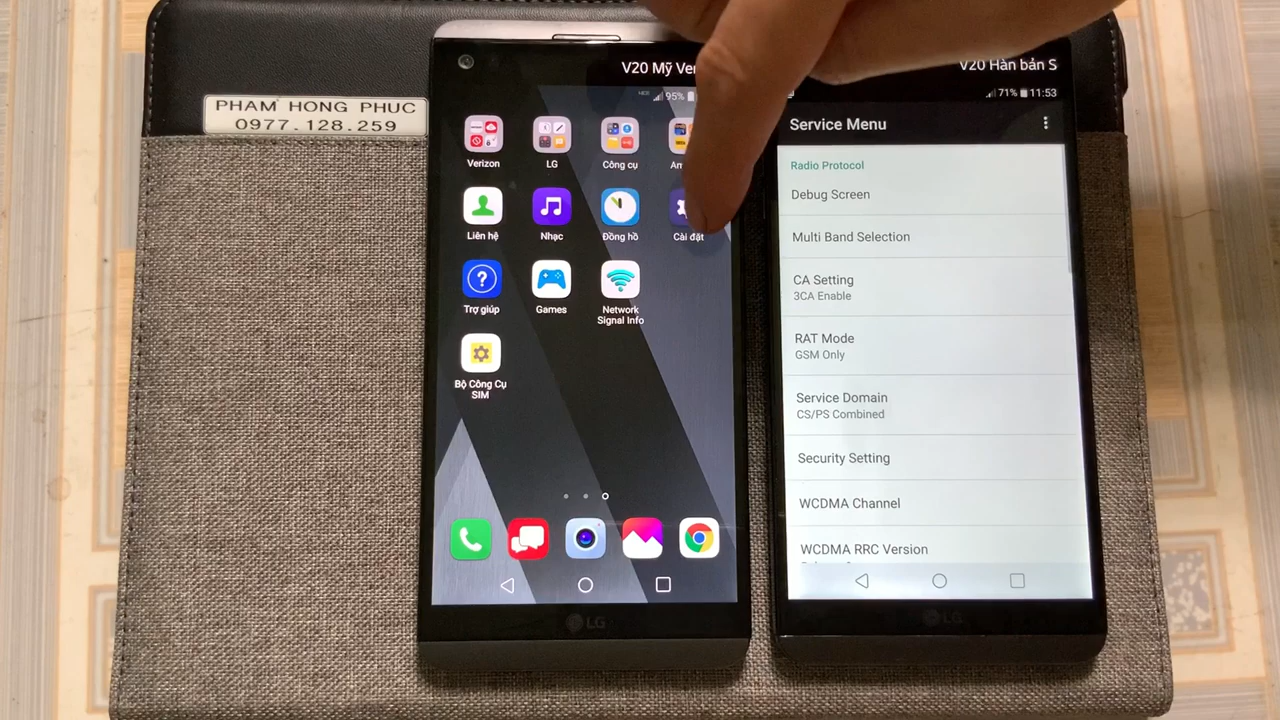 PHAM HONG PHUC
0977.128.259
V20 Mỹ Ver
95%
Verizon
LG
Công cụ
Liên hệ
Nhạc
Đồng hồ
Cài đặt
Trợ giúp
Games
Network
Signal Info
Bộ Công Cụ
SIM
LG
V20 Hàn bản S
71% 11:53
Service Menu
Radio Protocol
Debug Screen
Multi Band Selection
CA Setting
3CA Enable
RAT Mode
GSM Only
Service Domain
CS/PS Combined
Security Setting
WCDMA Channel
WCDMA RRC Version
LG